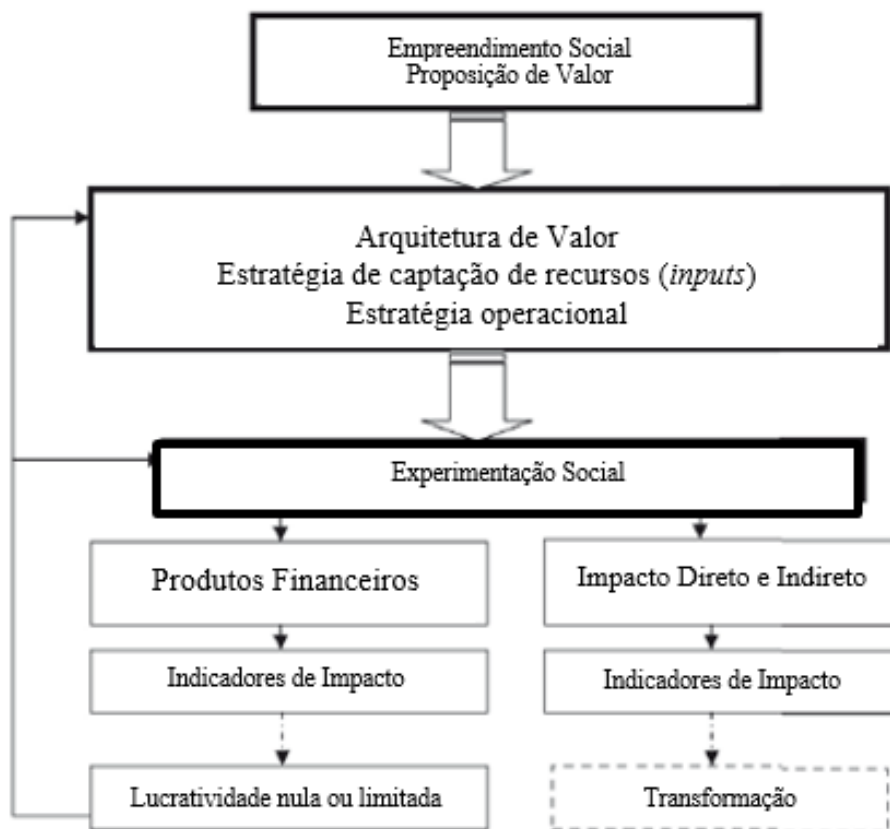 Empreendimento Social
Proposição de Valor
Arquitetura de Valor
Estratégia de captação de recursos (inputs)
Estratégia operacional
Experimentação Social
Produtos Financeiros
Impacto Direto e Indireto
Indicadores de Impacto
Indicadores de Impacto
Lucratividade nula ou limitada
Transformação